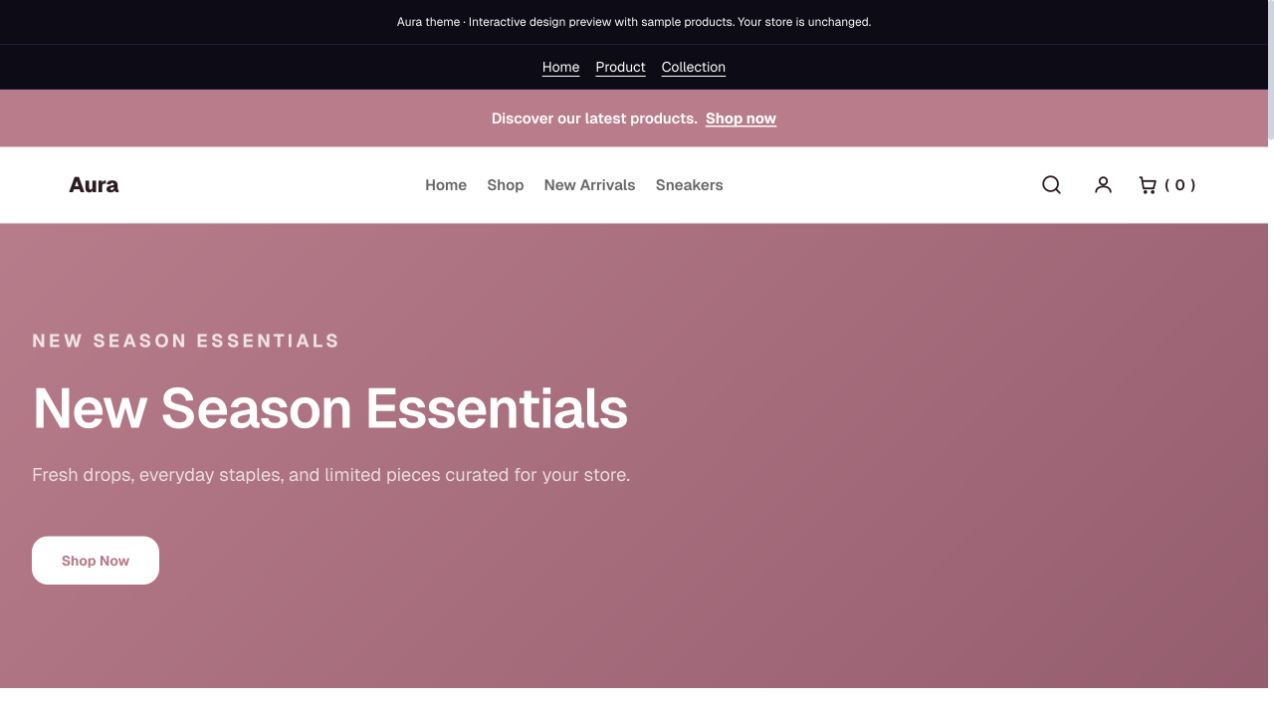 Aura theme · Interactive design preview with sample products. Your store is unchanged.
Home Product Collection
Discover our latest products. Shop now
Aura Home Shop New Arrivals Sneakers ( 0 )
NEW SEASON ESSENTIALS
New Season Essentials
Fresh drops, everyday staples, and limited pieces curated for your store.
Shop Now